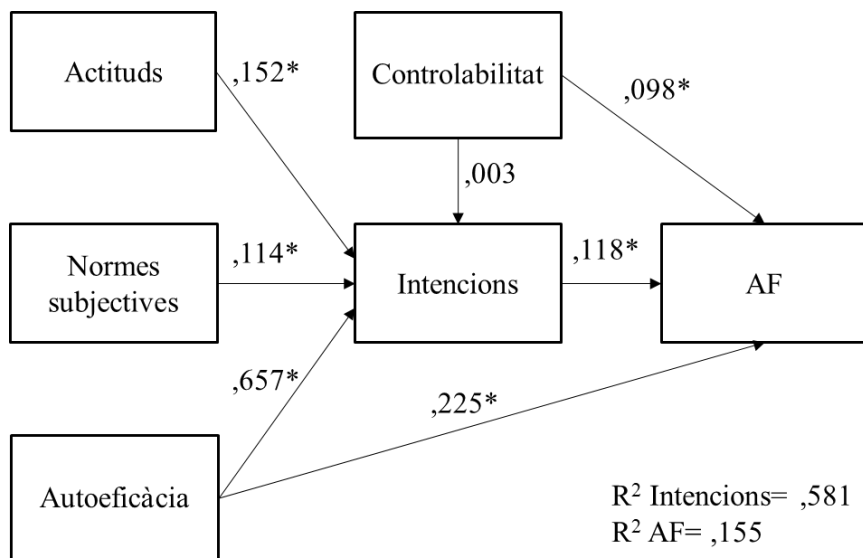 Actituds
Controlabilitat
,152*
,098*
,003
Normes
subjectives
,114*
Intencions
,118*
AF
,657*
,225*
Autoeficàcia
R² Intencions= ,581
R² AF= ,155